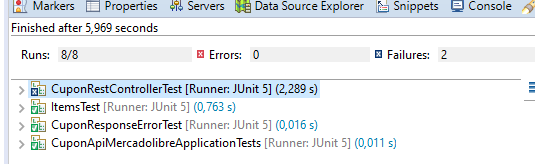 Markers Properties Servers Data Source Explorer Snippets Console
Finished after 5,969 seconds
Runs: 8/8 Errors: 0 Failures: 2
CuponRestControllerTest [Runner: JUnit 5] (2,289 s)
ItemsTest [Runner: JUnit 5] (0,763 s)
CuponResponseErrorTest [Runner: JUnit 5] (0,016 s)
CuponApiMercadolibreApplicationTests [Runner: JUnit 5] (0,011 s)